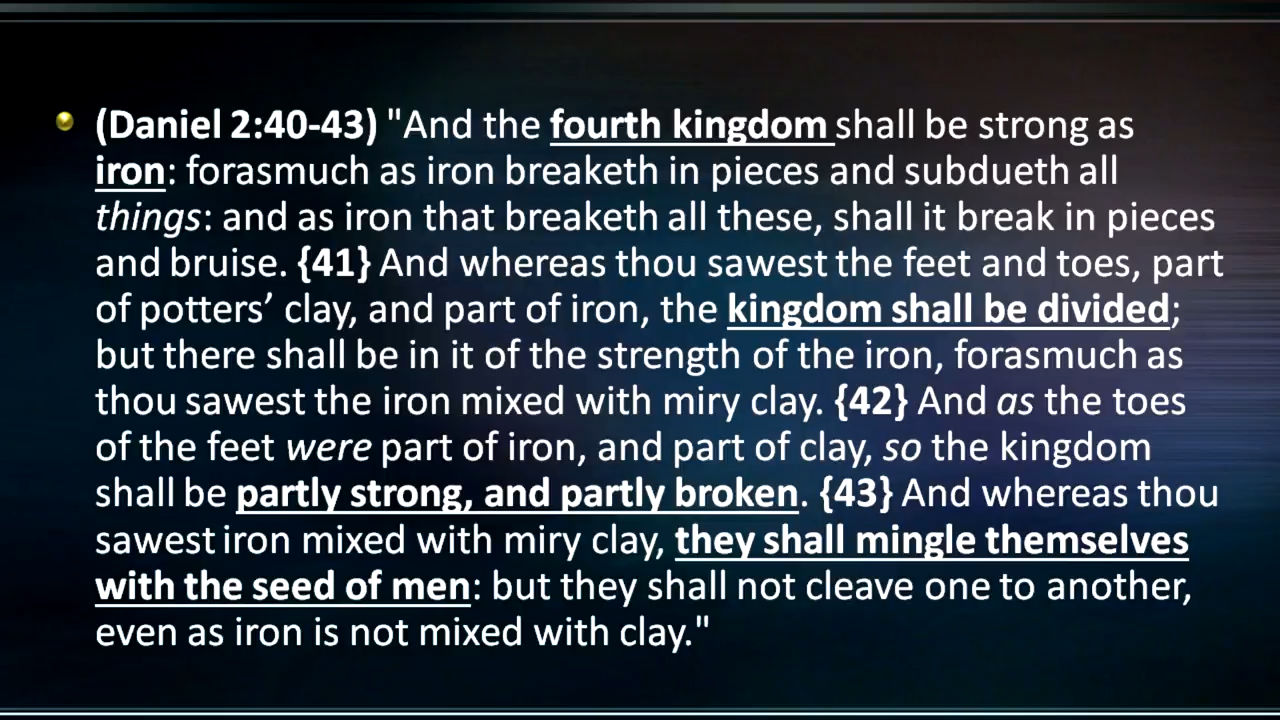 (Daniel 2:40-43) "And the fourth kingdom shall be strong as
iron: forasmuch as iron breaketh in pieces and subdueth all
things: and as iron that breaketh all these, shall it break in pieces
and bruise. {41} And whereas thou sawest the feet and toes, part
of potters’ clay, and part of iron, the kingdom shall be divided;
but there shall be in it of the strength of the iron, forasmuch as
thou sawest the iron mixed with miry clay. {42} And as the toes
of the feet were part of iron, and part of clay, so the kingdom
shall be partly strong, and partly broken. {43} And whereas thou
sawest iron mixed with miry clay, they shall mingle themselves
with the seed of men: but they shall not cleave one to another,
even as iron is not mixed with clay."